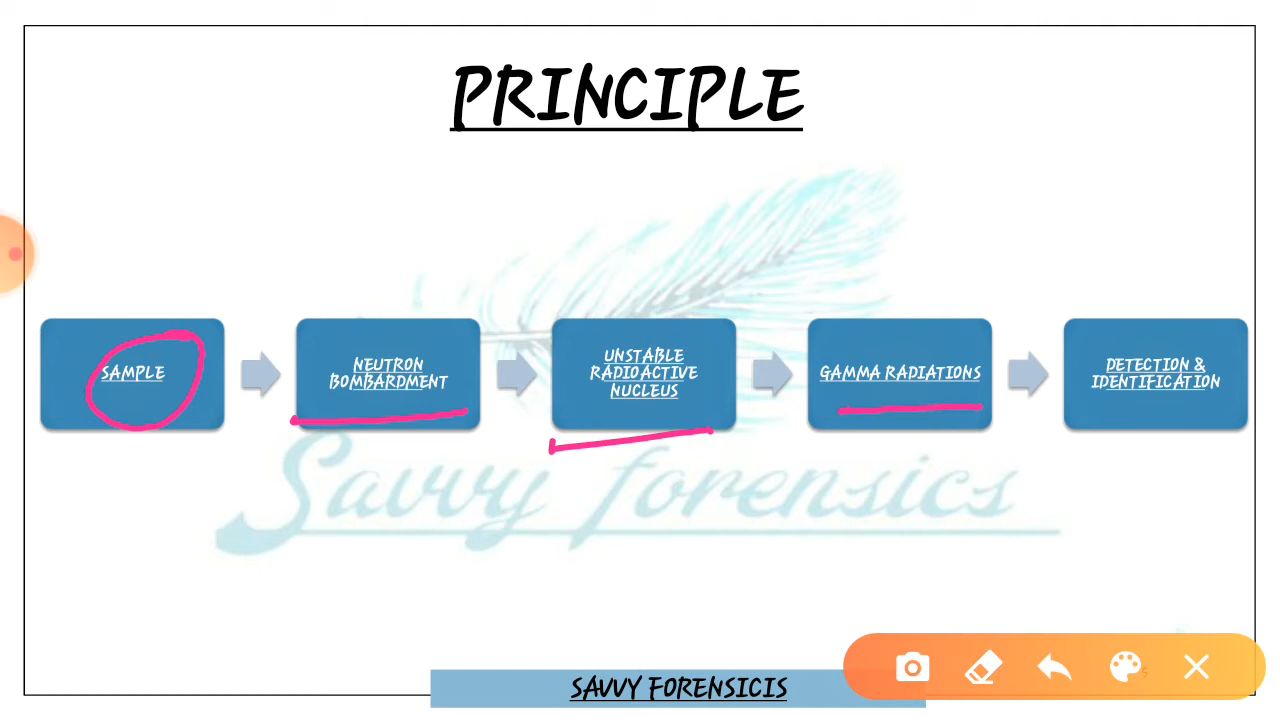 PRINCIPLE
SAMPLE
NEUTRON
BOMBARDMENT
UNSTABLE
RADIOACTIVE
NUCLEUS
GAMMA RADIATIONS
DETECTION &
IDENTIFICATION
Savvy forensics
SAVVY FORENSICIS